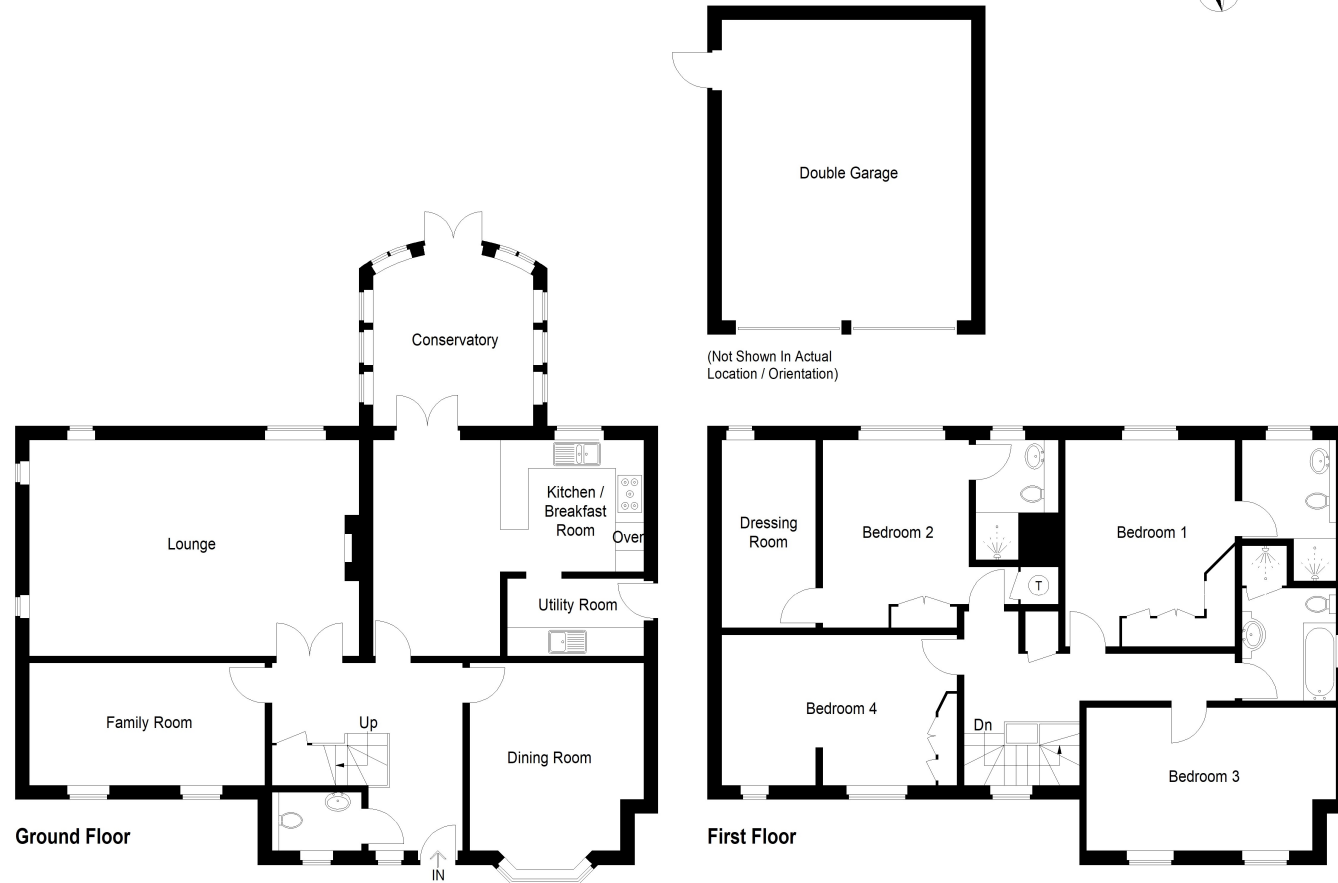 Double Garage
(Not Shown In Actual
Location / Orientation)
Conservatory
Kitchen /
Breakfast
Room
Oven
Lounge
Utility Room
Family Room
Up
Dining Room
IN
Ground Floor
Dressing
Room
Bedroom 2
Bedroom 1
T
Bedroom 4
Dn
Bedroom 3
First Floor